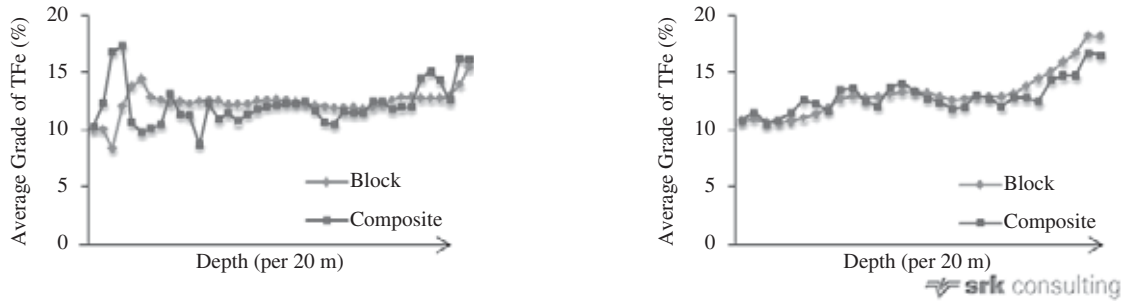 Average Grade of TFe (%)
20
15
10
5
0
Block
Composite
Depth (per 20 m)
Average Grade of TFe (%)
20
15
10
5
0
Block
Composite
Depth (per 20 m)
srk consulting